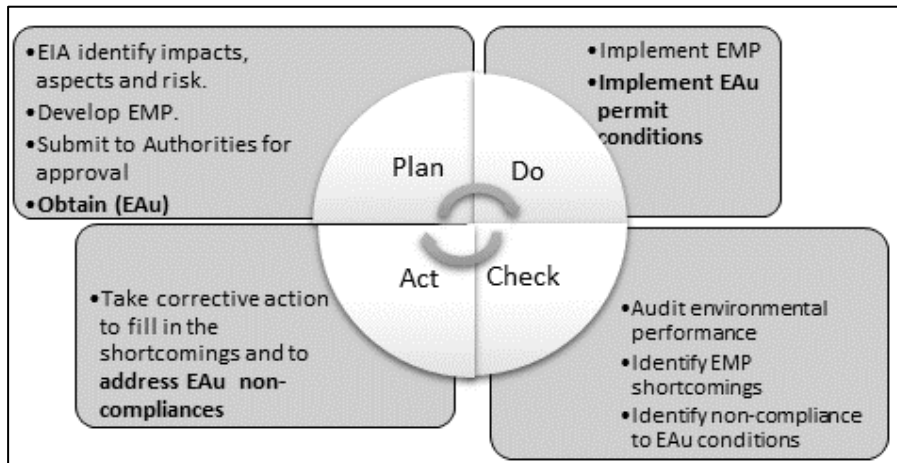 •EIA identify impacts,
aspects and risk.
•Develop EMP.
•Submit to Authorities for
approval
•Obtain (EAu)
•Implement EMP
•Implement EAu
permit
conditions
Plan
Do
Act
Check
•Take corrective action
to fill in the
shortcomings and to
address EAu non-
compliances
•Audit environmental
performance
•Identify EMP
shortcomings
•Identify non-compliance
to EAu conditions